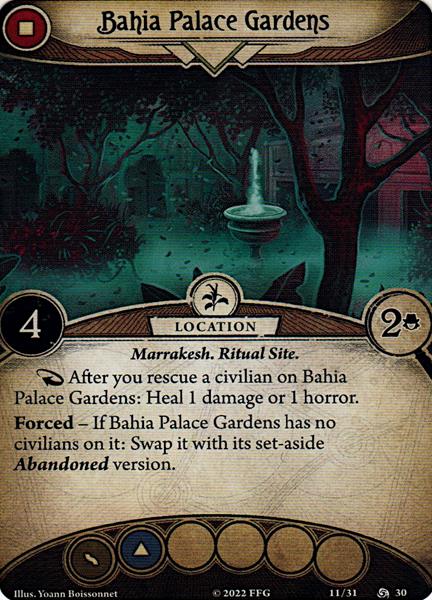 Bahia Palace Gardens
4
LOCATION
2
Marrakesh. Ritual Site.
After you rescue a civilian on Bahia
Palace Gardens: Heal 1 damage or 1 horror.
Forced – If Bahia Palace Gardens has no
civilians on it: Swap it with its set-aside
Abandoned version.
Illus. Yoann Boissonnet
© 2022 FFG
11/31
30